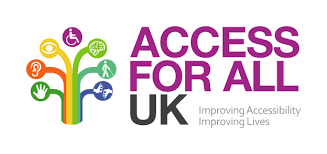 ACCESS
FOR ALL
UK
Improving Accessibility
Improving Lives